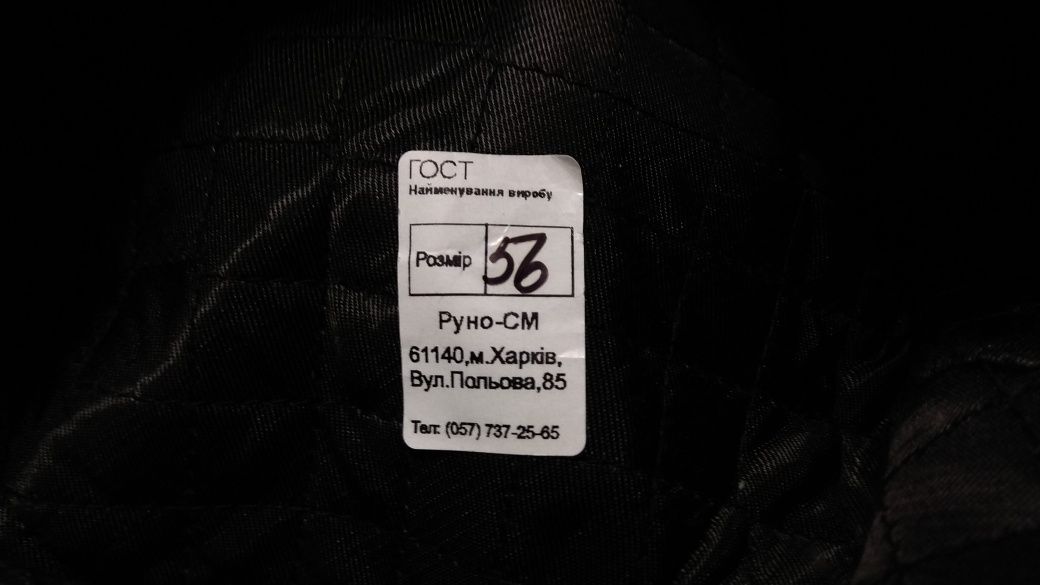 ГОСТ
Найменування виробу
Розмір 56
Руно-СМ
61140,м.Харків,
Вул.Польова,85
Тел: (057) 737-25-65